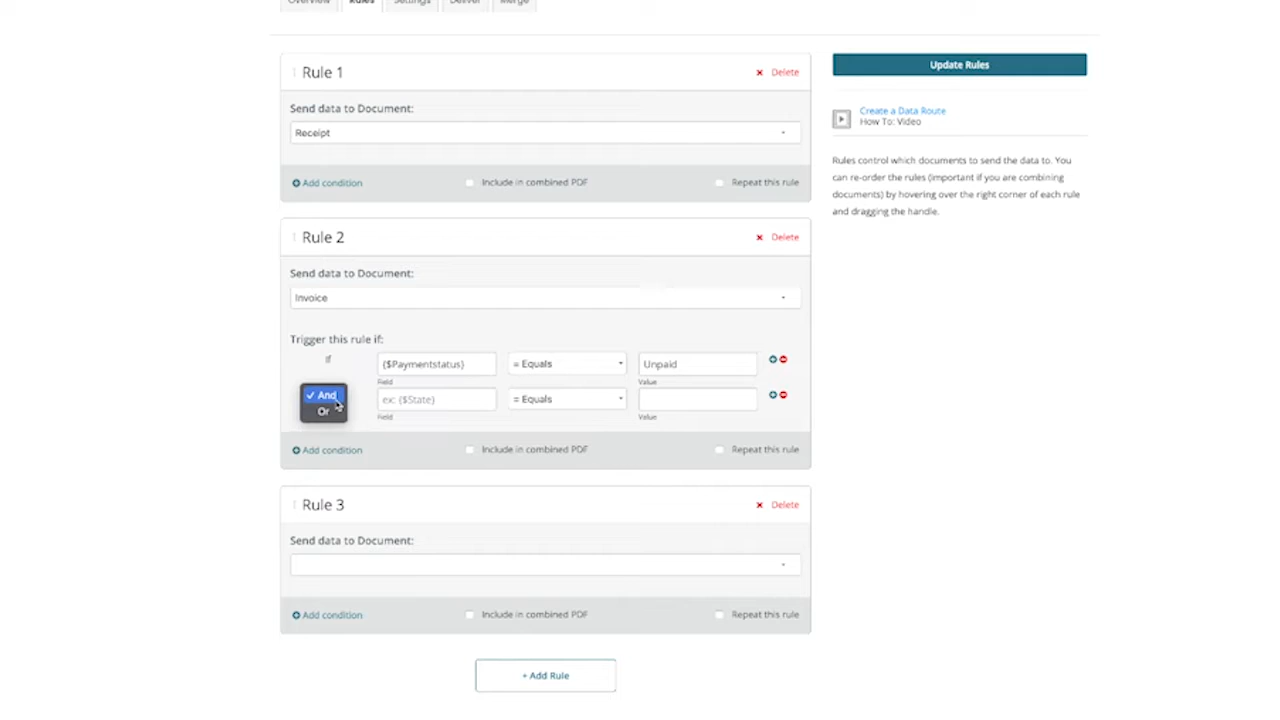 Overview Rules Settings Deliver Merge
Rule 1
Delete
Send data to Document:
Receipt
Add condition
Include in combined PDF
Repeat this rule
Rule 2
Delete
Send data to Document:
Invoice
Trigger this rule if:
If
{$Paymentstatus}
= Equals
Unpaid
Field
Value
And
Or
ex: {$State}
= Equals
Field
Value
Add condition
Include in combined PDF
Repeat this rule
Rule 3
Delete
Send data to Document:
Add condition
Include in combined PDF
Repeat this rule
+ Add Rule
Update Rules
Create a Data Route
How To: Video
Rules control which documents to send the data to. You
can re-order the rules (important if you are combining
documents) by hovering over the right corner of each rule
and dragging the handle.